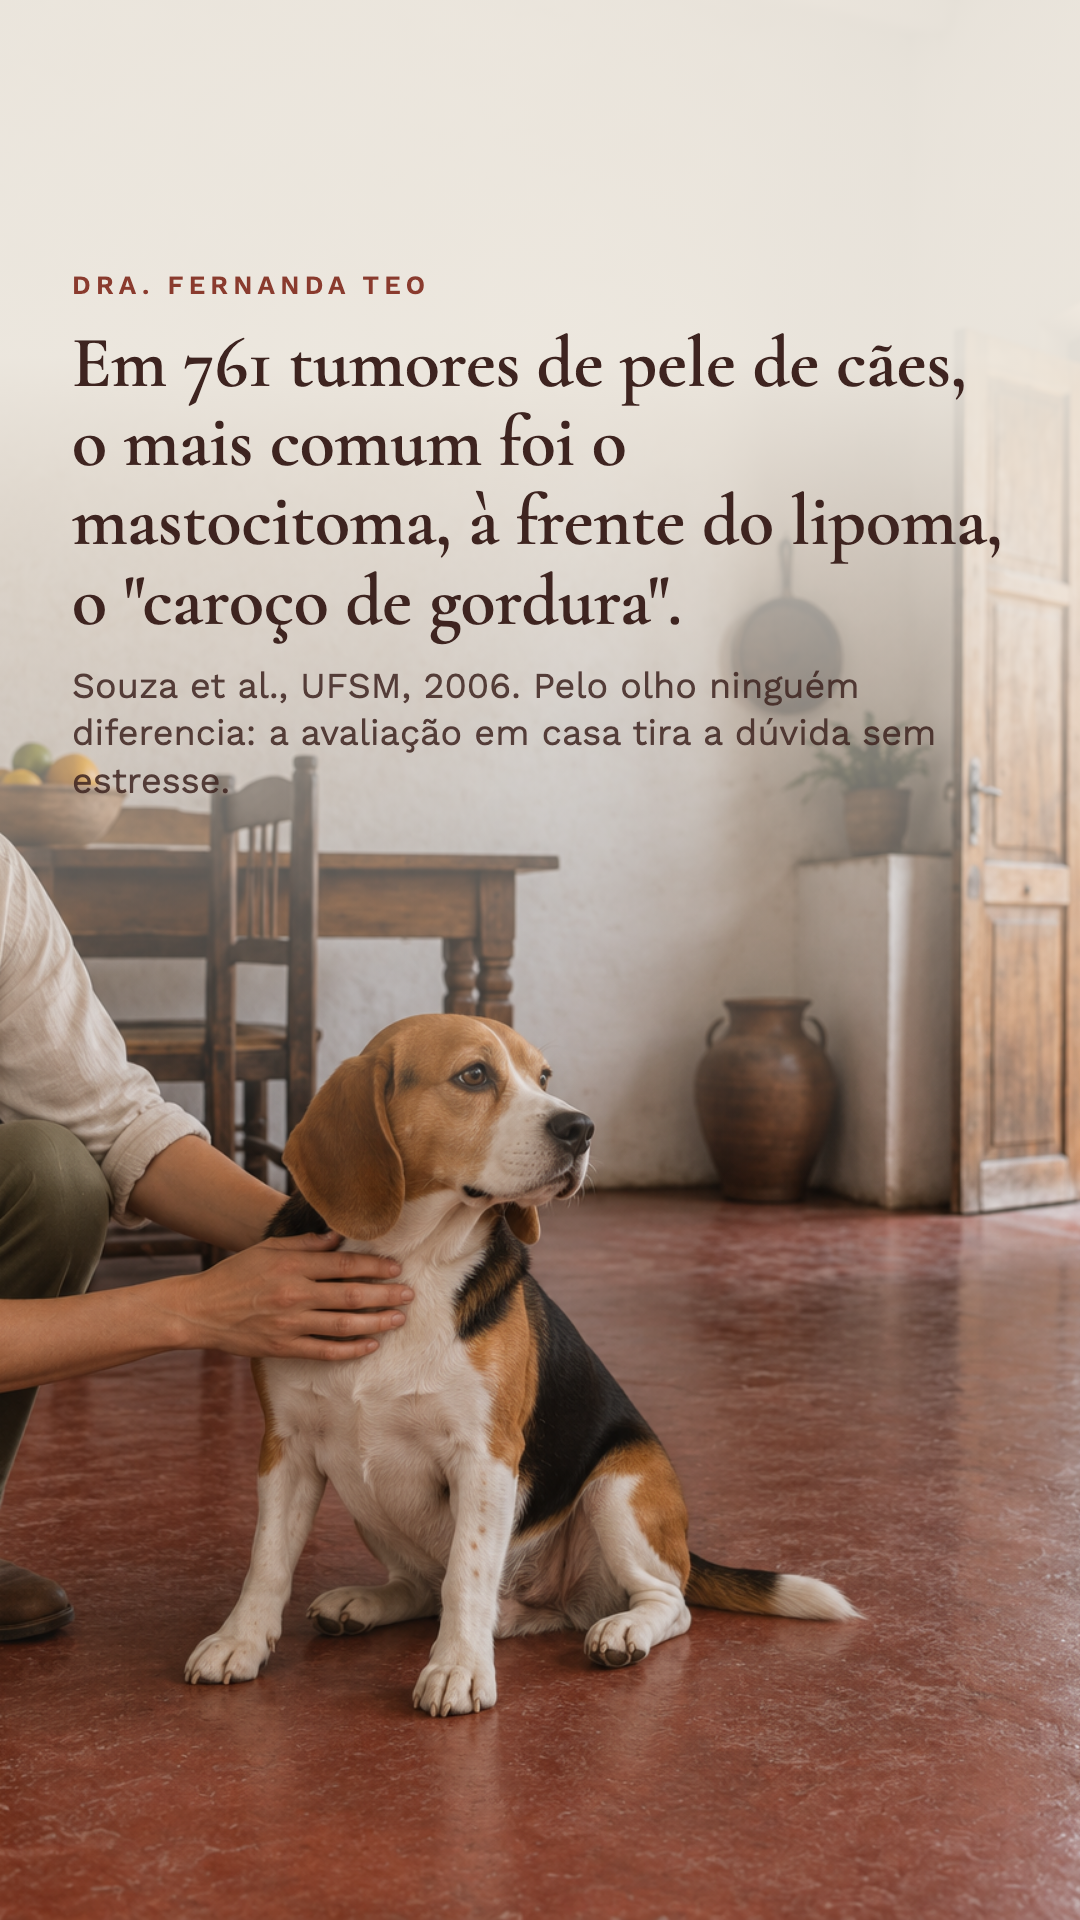 DRA. FERNANDA TEO
Em 761 tumores de pele de cães,
o mais comum foi o
mastocitoma, à frente do lipoma,
o "caroço de gordura".
Souza et al., UFSM, 2006. Pelo olho ninguém
diferencia: a avaliação em casa tira a dúvida sem
estresse.